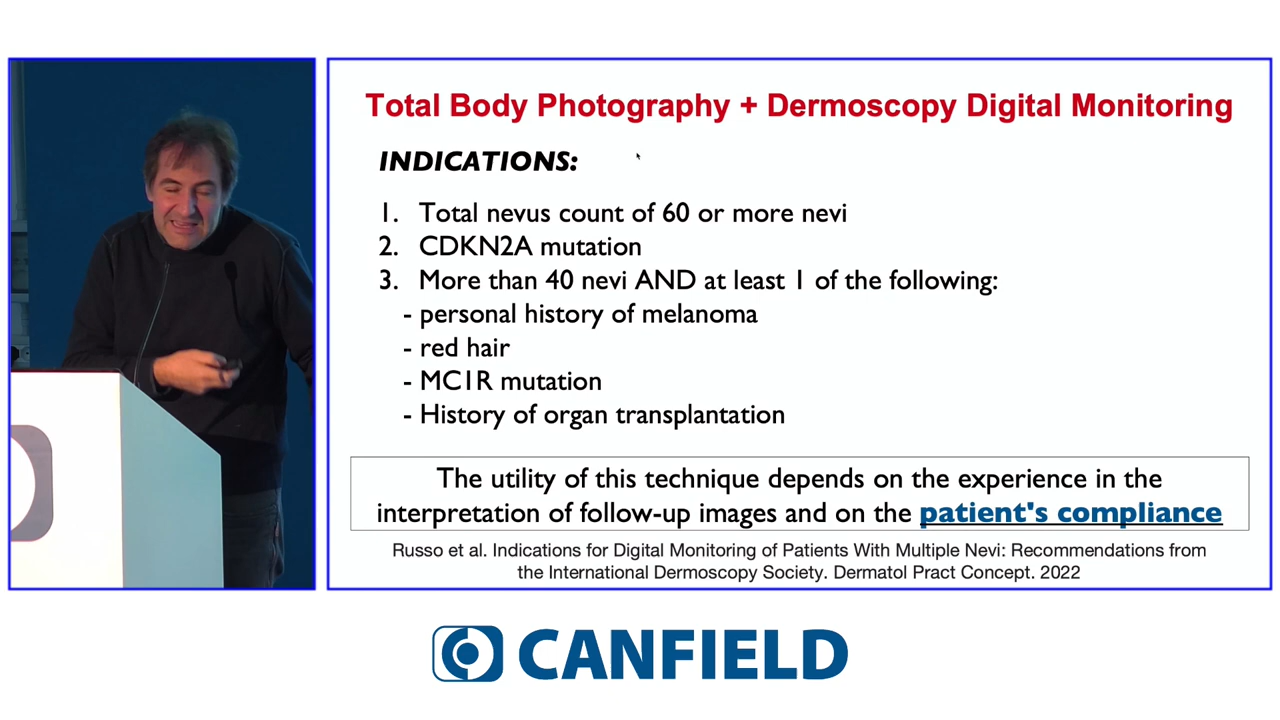 Total Body Photography + Dermoscopy Digital Monitoring
INDICATIONS:
1. Total nevus count of 60 or more nevi
2. CDKN2A mutation
3. More than 40 nevi AND at least 1 of the following:
- personal history of melanoma
- red hair
- MC1R mutation
- History of organ transplantation
The utility of this technique depends on the experience in the
interpretation of follow-up images and on the patient's compliance
Russo et al. Indications for Digital Monitoring of Patients With Multiple Nevi: Recommendations from
the International Dermoscopy Society. Dermatol Pract Concept. 2022
CANFIELD